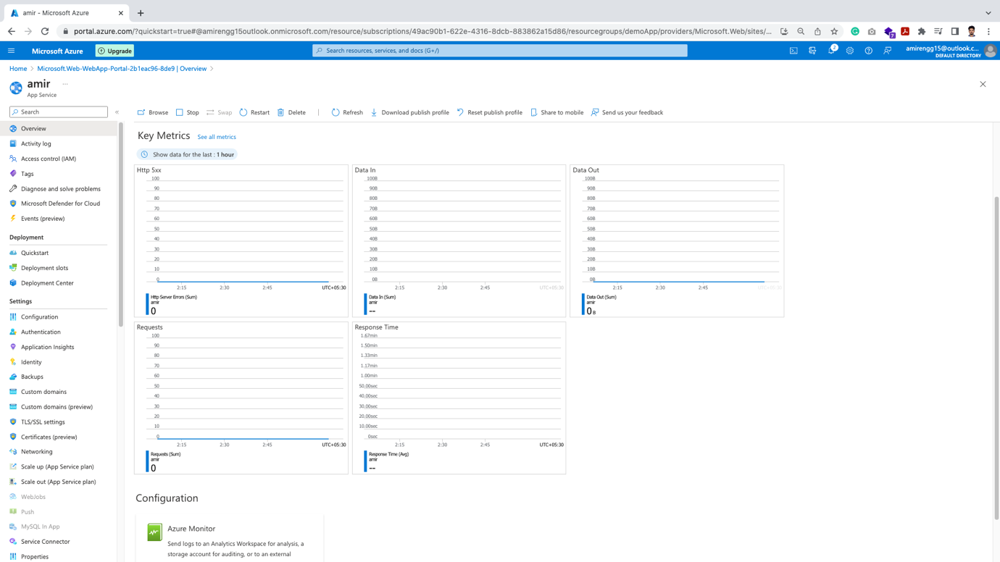 amir - Microsoft Azure
portal.azure.com/?quickstart=true#@amirengg15outlook.onmicrosoft.com/resource/subscriptions/49ac90b1-622e-4316-8dcb-883862a15d86/resourcegroups/demoApp/providers/Microsoft.Web/sites/...
7
Microsoft Azure
Upgrade
Search resources, services, and docs (G+/)
2
amirengg15@outlook.c...
DEFAULT DIRECTORY
Home > Microsoft.Web-WebApp-Portal-2b1eac96-8de9 | Overview >
amir ...
App Service
Search
«
Browse Stop Swap Restart Delete Refresh Download publish profile Reset publish profile Share to mobile Send us your feedback
Overview
Activity log
Access control (IAM)
Tags
Diagnose and solve problems
Microsoft Defender for Cloud
Events (preview)
Deployment
Quickstart
Deployment slots
Deployment Center
Settings
Configuration
Authentication
Application Insights
Identity
Backups
Custom domains
Custom domains (preview)
TLS/SSL settings
Certificates (preview)
Networking
Scale up (App Service plan)
Scale out (App Service plan)
WebJobs
Push
MySQL In App
Service Connector
Properties
Key Metrics See all metrics
Show data for the last : 1 hour
Http 5xx
100
90
80
70
60
50
40
30
20
10
0
2:15 2:30 2:45 UTC+05:30
Http Server Errors (Sum)
amir
0
Data In
100B
90B
80B
70B
60B
50B
40B
30B
20B
10B
0B
2:15 2:30 2:45 UTC+05:30
Data In (Sum)
amir
--
Data Out
100B
90B
80B
70B
60B
50B
40B
30B
20B
10B
0B
2:15 2:30 2:45 UTC+05:30
Data Out (Sum)
amir
0 B
Requests
100
90
80
70
60
50
40
30
20
10
0
2:15 2:30 2:45 UTC+05:30
Requests (Sum)
amir
0
Response Time
1.67min
1.50min
1.33min
1.17min
1.00min
50.00sec
40.00sec
30.00sec
20.00sec
10.00sec
0sec
2:15 2:30 2:45 UTC+05:30
Response Time (Avg)
amir
--
Configuration
Azure Monitor
Send logs to an Analytics Workspace for analysis, a
storage account for auditing, or to an external